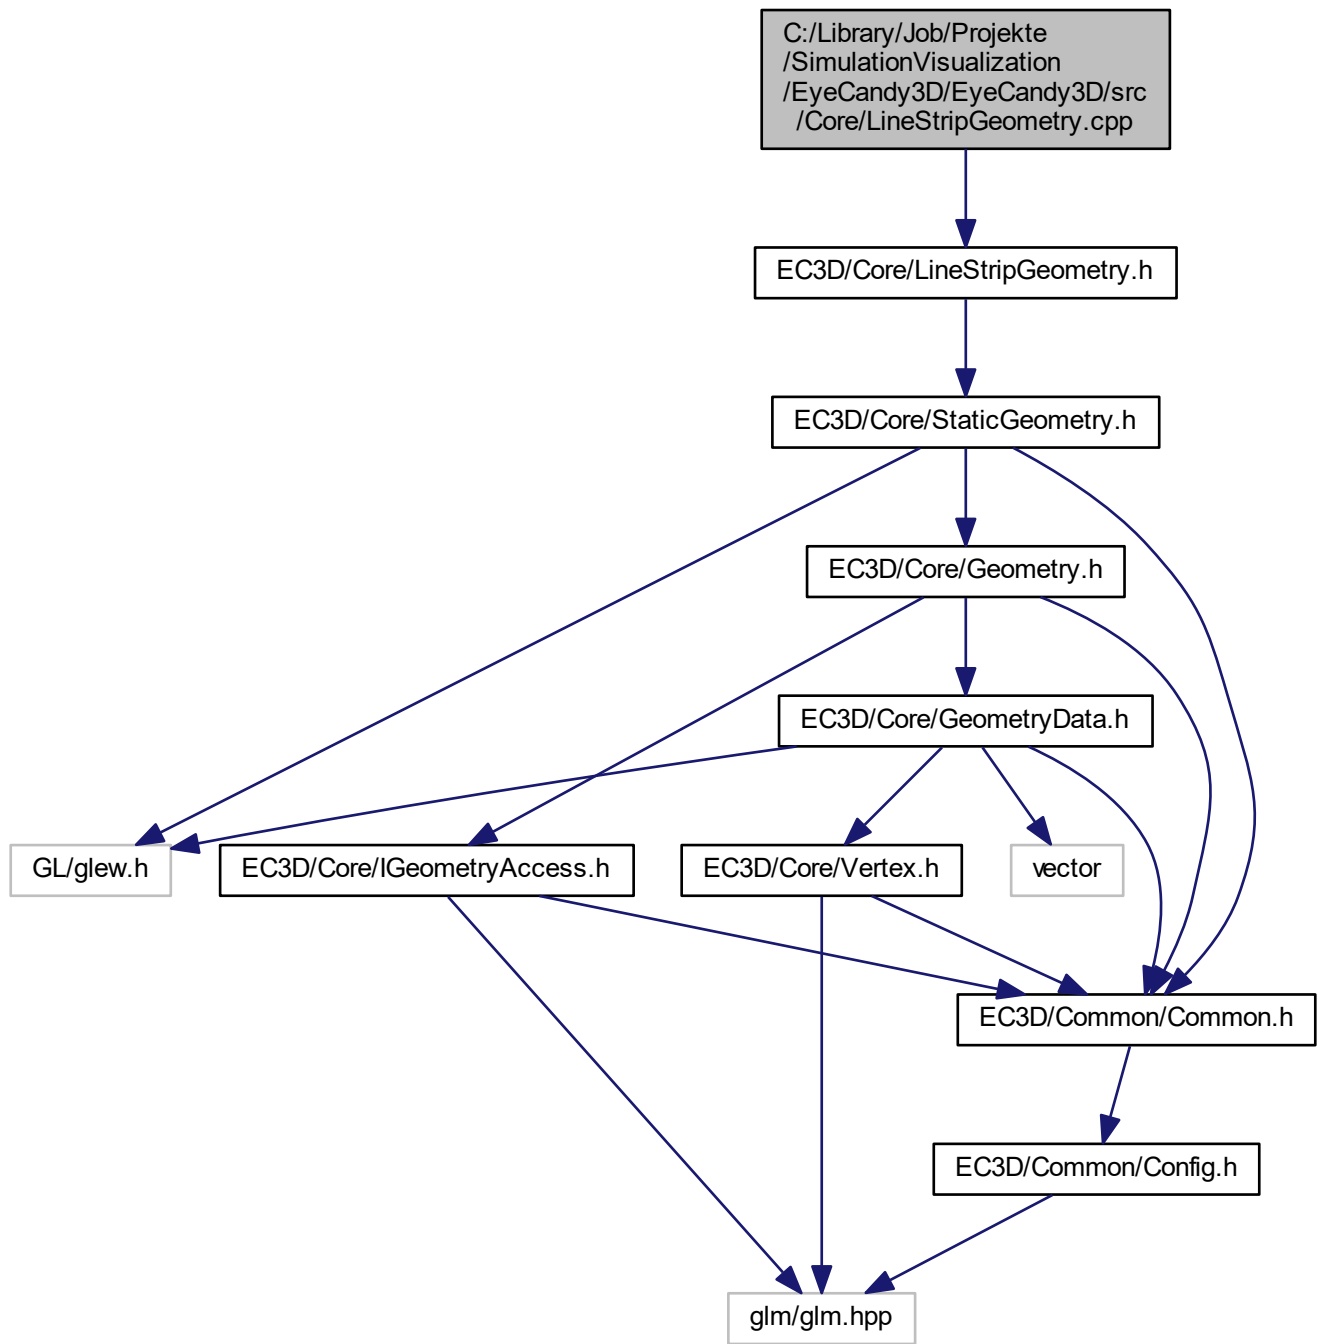 C:/Library/Job/Projekte
/SimulationVisualization
/EyeCandy3D/EyeCandy3D/src
/Core/LineStripGeometry.cpp
EC3D/Core/LineStripGeometry.h
EC3D/Core/StaticGeometry.h
EC3D/Core/Geometry.h
EC3D/Core/GeometryData.h
GL/glew.h
EC3D/Core/IGeometryAccess.h
EC3D/Core/Vertex.h
vector
EC3D/Common/Common.h
EC3D/Common/Config.h
glm/glm.hpp